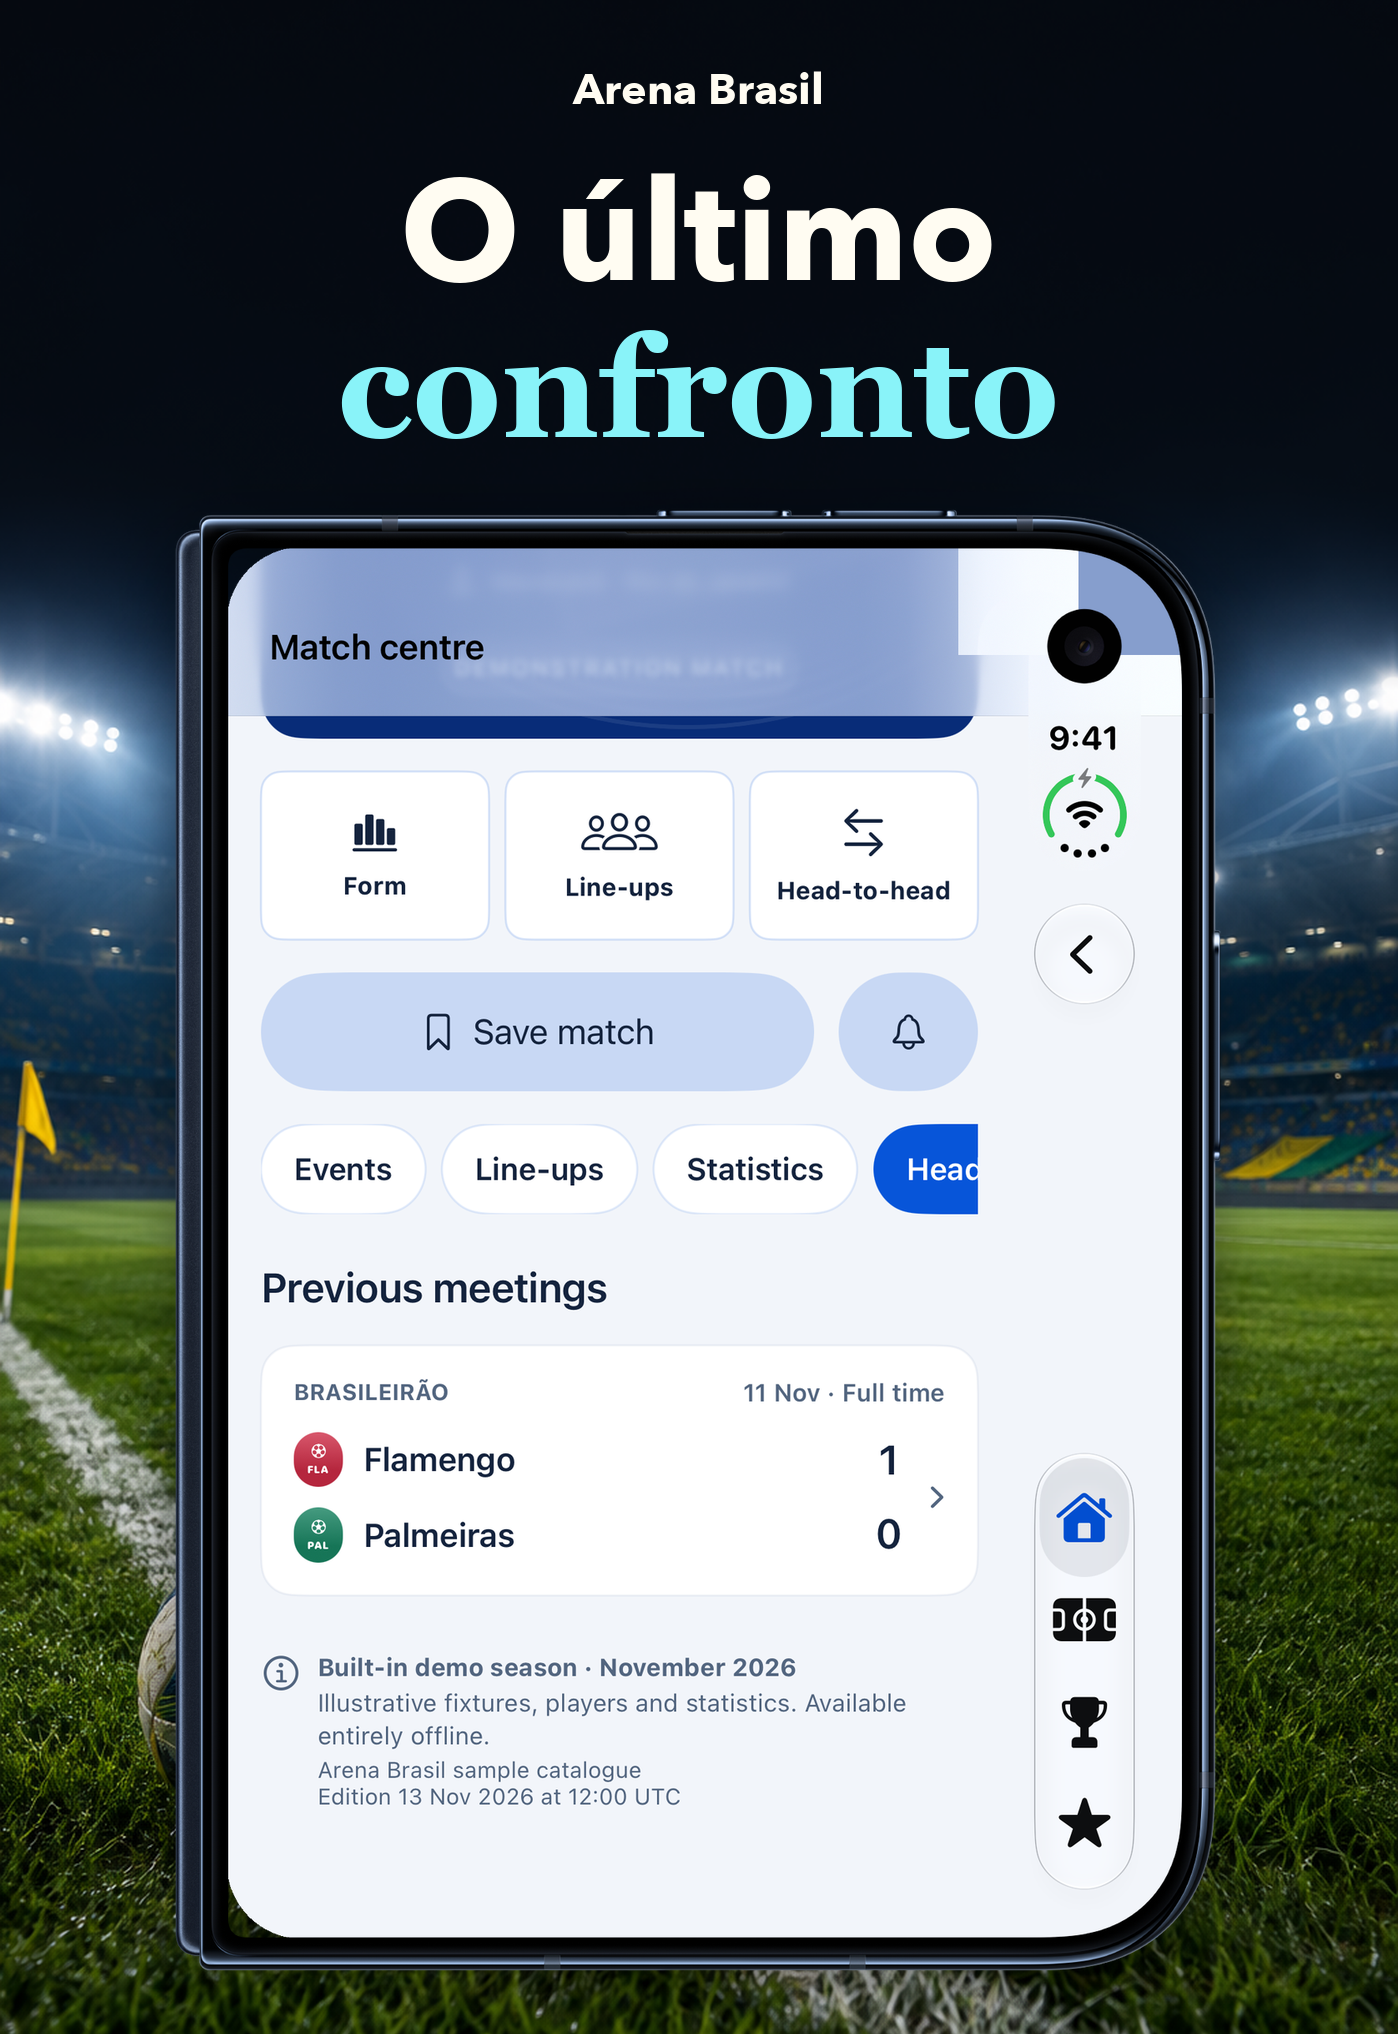 Arena Brasil
O último
confronto
DEMONSTRATION MATCH
Match centre
9:41
Form
Line-ups
Head-to-head
Save match
Events
Line-ups
Statistics
Head
Previous meetings
BRASILEIRÃO
11 Nov · Full time
FLA
Flamengo
1
PAL
Palmeiras
0
Built-in demo season · November 2026
Illustrative fixtures, players and statistics. Available
entirely offline.
Arena Brasil sample catalogue
Edition 13 Nov 2026 at 12:00 UTC